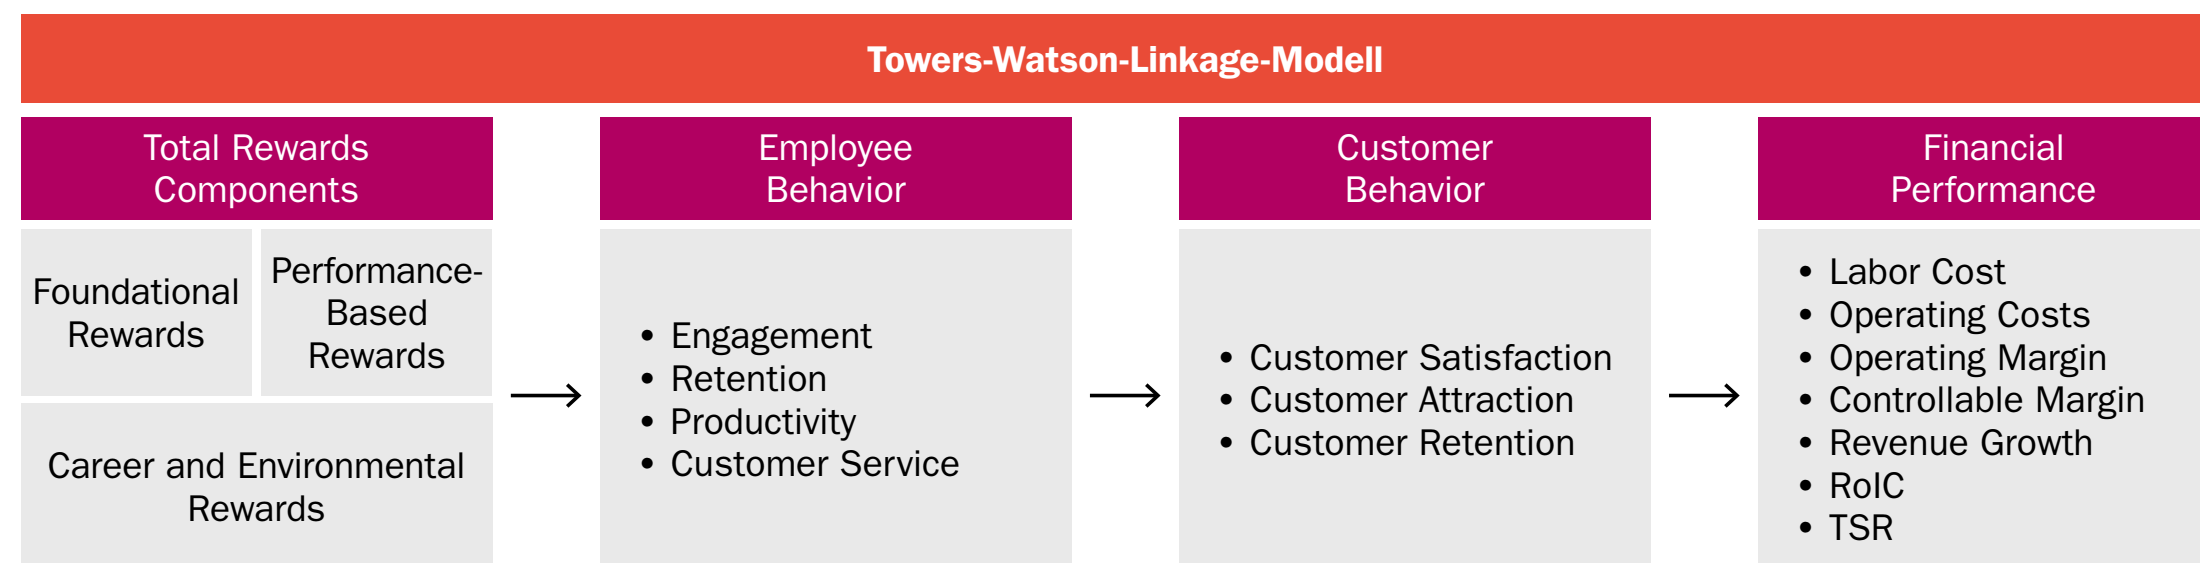 Towers-Watson-Linkage-Modell
Total Rewards
Components
Foundational
Rewards
Performance-
Based
Rewards
Career and Environmental
Rewards
Employee
Behavior
• Engagement
• Retention
• Productivity
• Customer Service
Customer
Behavior
• Customer Satisfaction
• Customer Attraction
• Customer Retention
Financial
Performance
• Labor Cost
• Operating Costs
• Operating Margin
• Controllable Margin
• Revenue Growth
• RoIC
• TSR